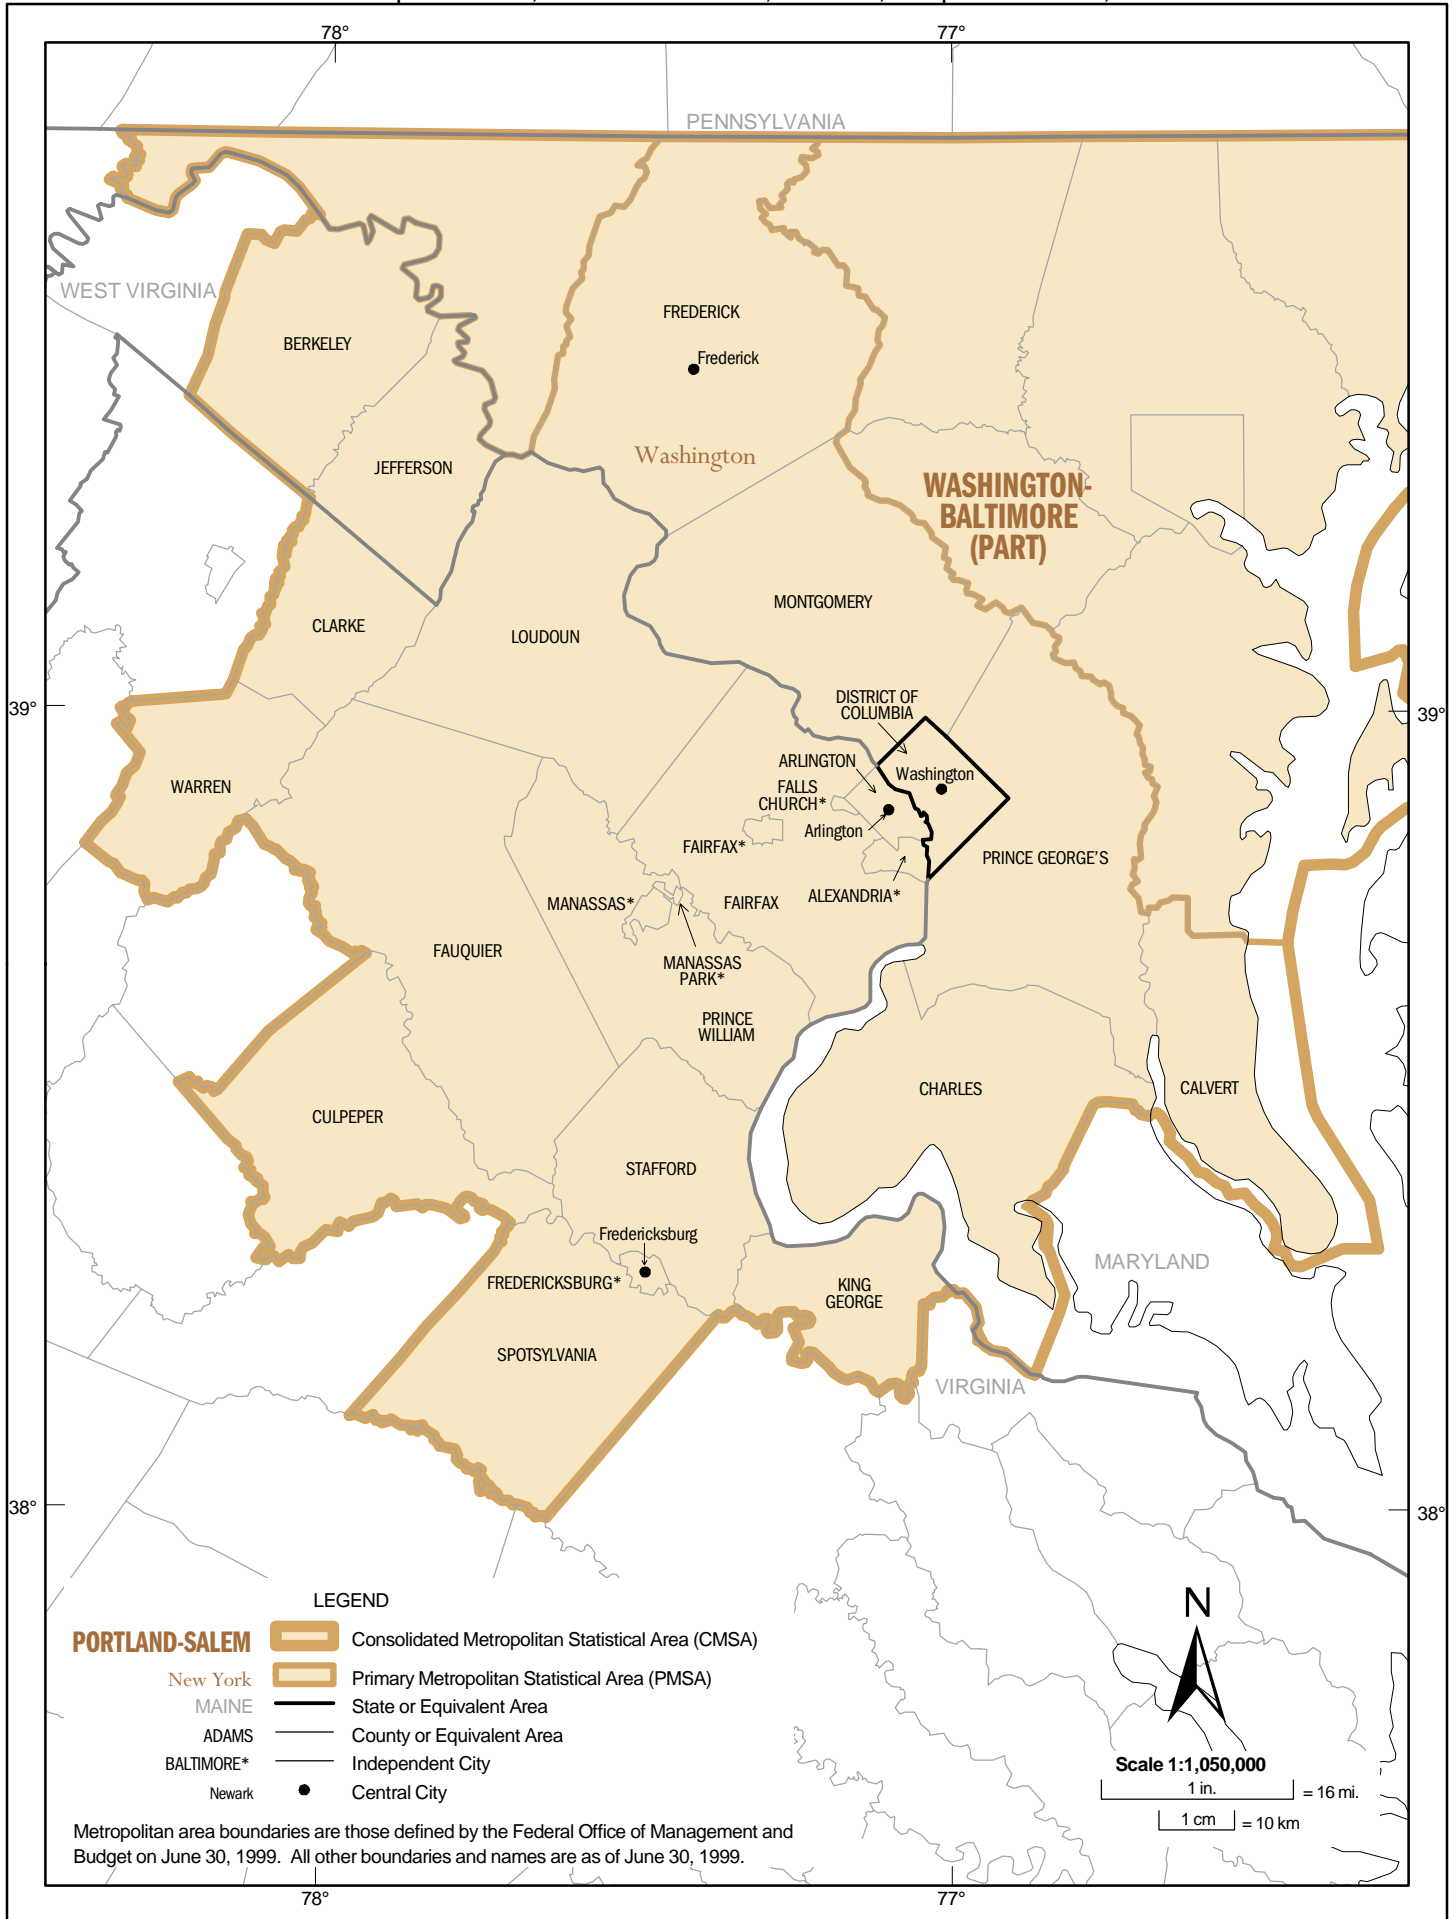 78°
77°
PENNSYLVANIA
WEST VIRGINIA
FREDERICK
BERKELEY
Frederick
Washington
JEFFERSON
WASHINGTON-
BALTIMORE
(PART)
MONTGOMERY
CLARKE
LOUDOUN
DISTRICT OF
COLUMBIA
39°
39°
ARLINGTON
Washington
WARREN
FALLS
CHURCH*
Arlington
FAIRFAX*
PRINCE GEORGE'S
ALEXANDRIA*
MANASSAS*
FAIRFAX
FAUQUIER
MANASSAS
PARK*
PRINCE
WILLIAM
CHARLES
CALVERT
CULPEPER
STAFFORD
Fredericksburg
MARYLAND
FREDERICKSBURG*
KING
GEORGE
SPOTSYLVANIA
VIRGINIA
38°
38°
LEGEND
PORTLAND-SALEM Consolidated Metropolitan Statistical Area (CMSA)
New York Primary Metropolitan Statistical Area (PMSA)
MAINE State or Equivalent Area
ADAMS County or Equivalent Area
BALTIMORE* Independent City
Newark Central City
Metropolitan area boundaries are those defined by the Federal Office of Management and
Budget on June 30, 1999. All other boundaries and names are as of June 30, 1999.
N
Scale 1:1,050,000
1 in. = 16 mi.
1 cm = 10 km
78°
77°